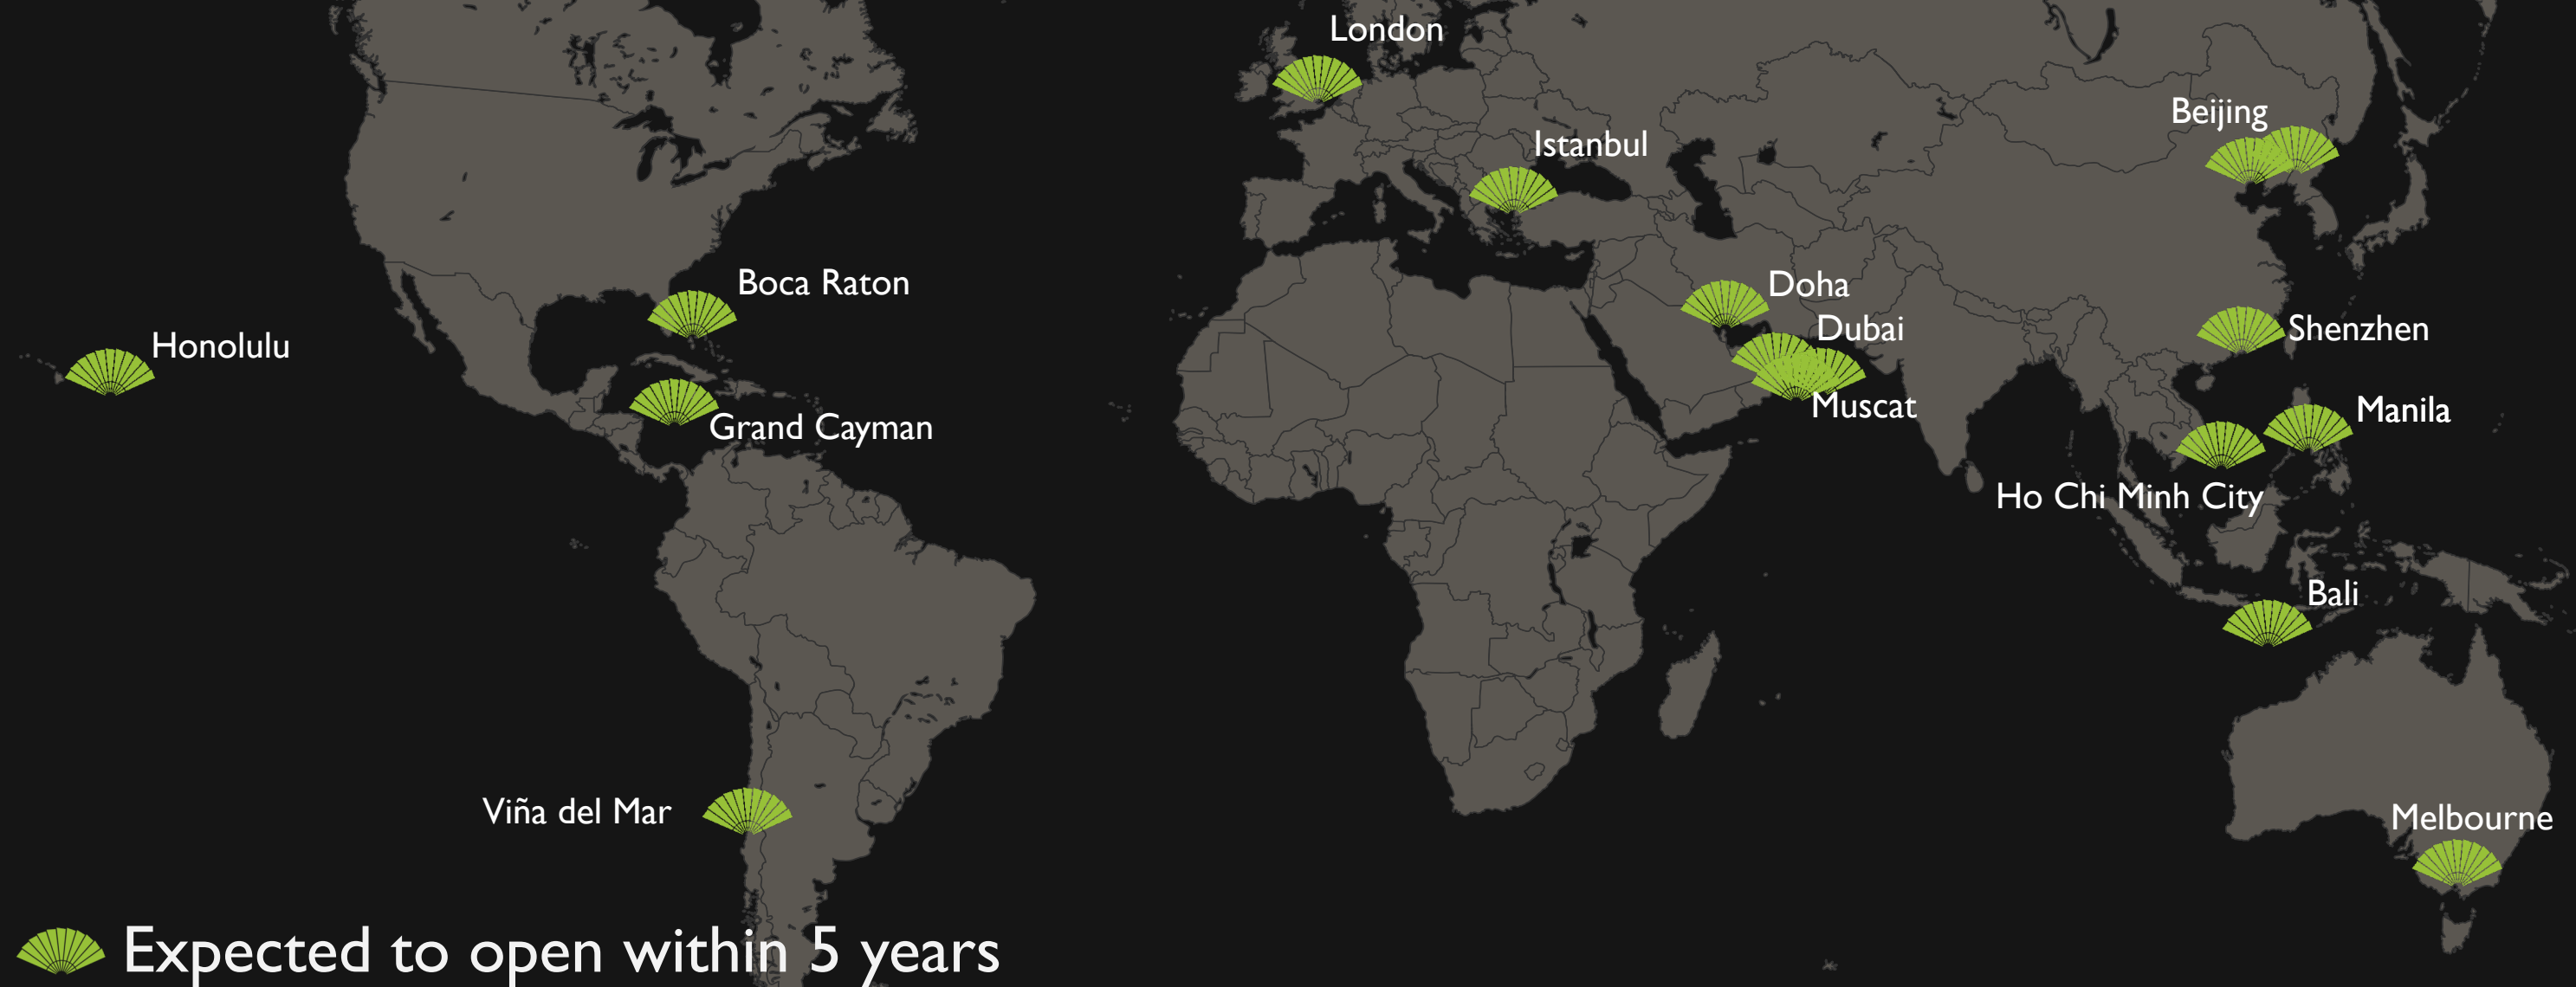 London
Beijing
Istanbul
Boca Raton
Doha
Dubai
Shenzhen
Honolulu
Muscat
Manila
Grand Cayman
Ho Chi Minh City
Bali
Viña del Mar
Melbourne
Expected to open within 5 years